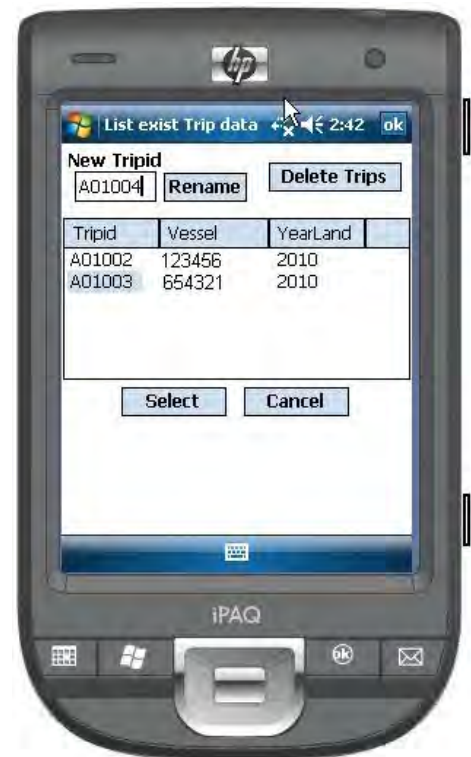 hp
List exist Trip data 2:42 ok
New Tripid
A01004 Rename Delete Trips
Tripid Vessel YearLand
A01002 123456 2010
A01003 654321 2010
Select Cancel
iPAQ
ok